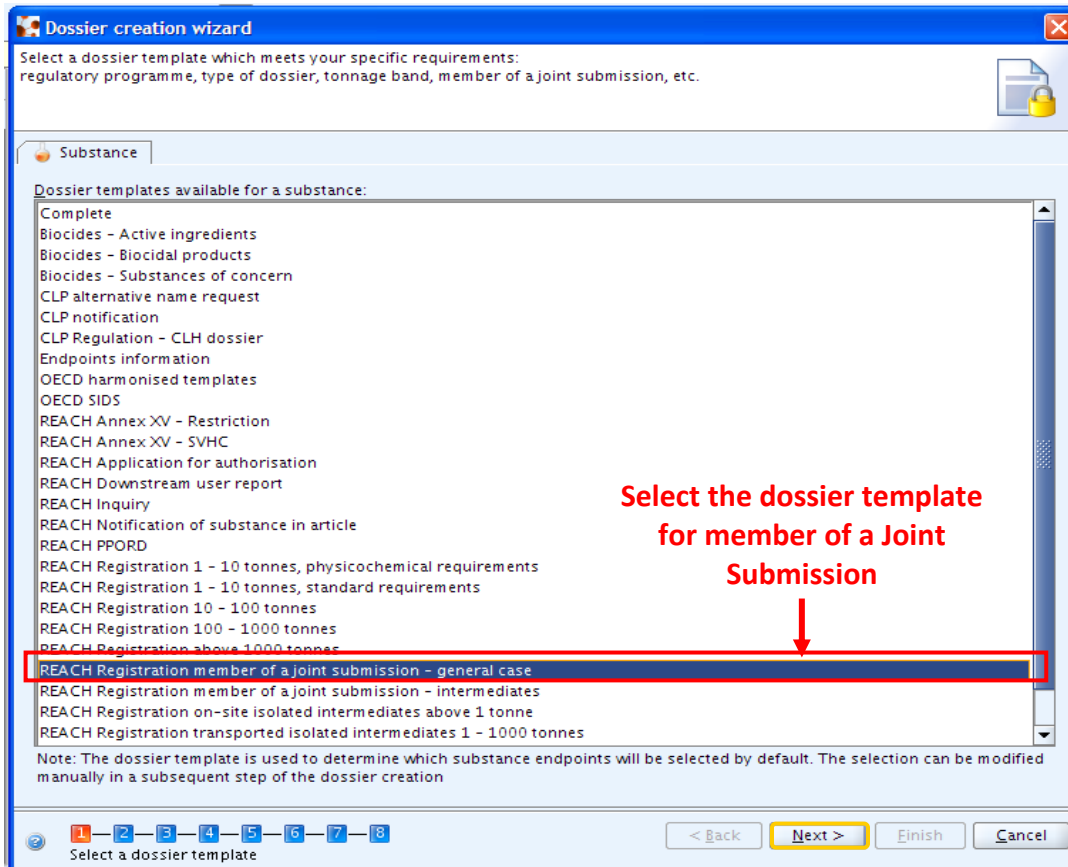 Dossier creation wizard
Select a dossier template which meets your specific requirements:
regulatory programme, type of dossier, tonnage band, member of a joint submission, etc.
Substance
Dossier templates available for a substance:
Complete
Biocides - Active ingredients
Biocides - Biocidal products
Biocides - Substances of concern
CLP alternative name request
CLP notification
CLP Regulation - CLH dossier
Endpoints information
OECD harmonised templates
OECD SIDS
REACH Annex XV - Restriction
REACH Annex XV - SVHC
REACH Application for authorisation
REACH Downstream user report
REACH Inquiry
REACH Notification of substance in article
REACH PPORD
REACH Registration 1 - 10 tonnes, physicochemical requirements
REACH Registration 1 - 10 tonnes, standard requirements
REACH Registration 10 - 100 tonnes
REACH Registration 100 - 1000 tonnes
REACH Registration above 1000 tonnes
REACH Registration member of a joint submission - general case
REACH Registration member of a joint submission - intermediates
REACH Registration on-site isolated intermediates above 1 tonne
REACH Registration transported isolated intermediates 1 - 1000 tonnes
Select the dossier template
for member of a Joint
Submission
Note: The dossier template is used to determine which substance endpoints will be selected by default. The selection can be modified
manually in a subsequent step of the dossier creation
1 2 3 4 5 6 7 8
Select a dossier template
< Back Next > Finish Cancel